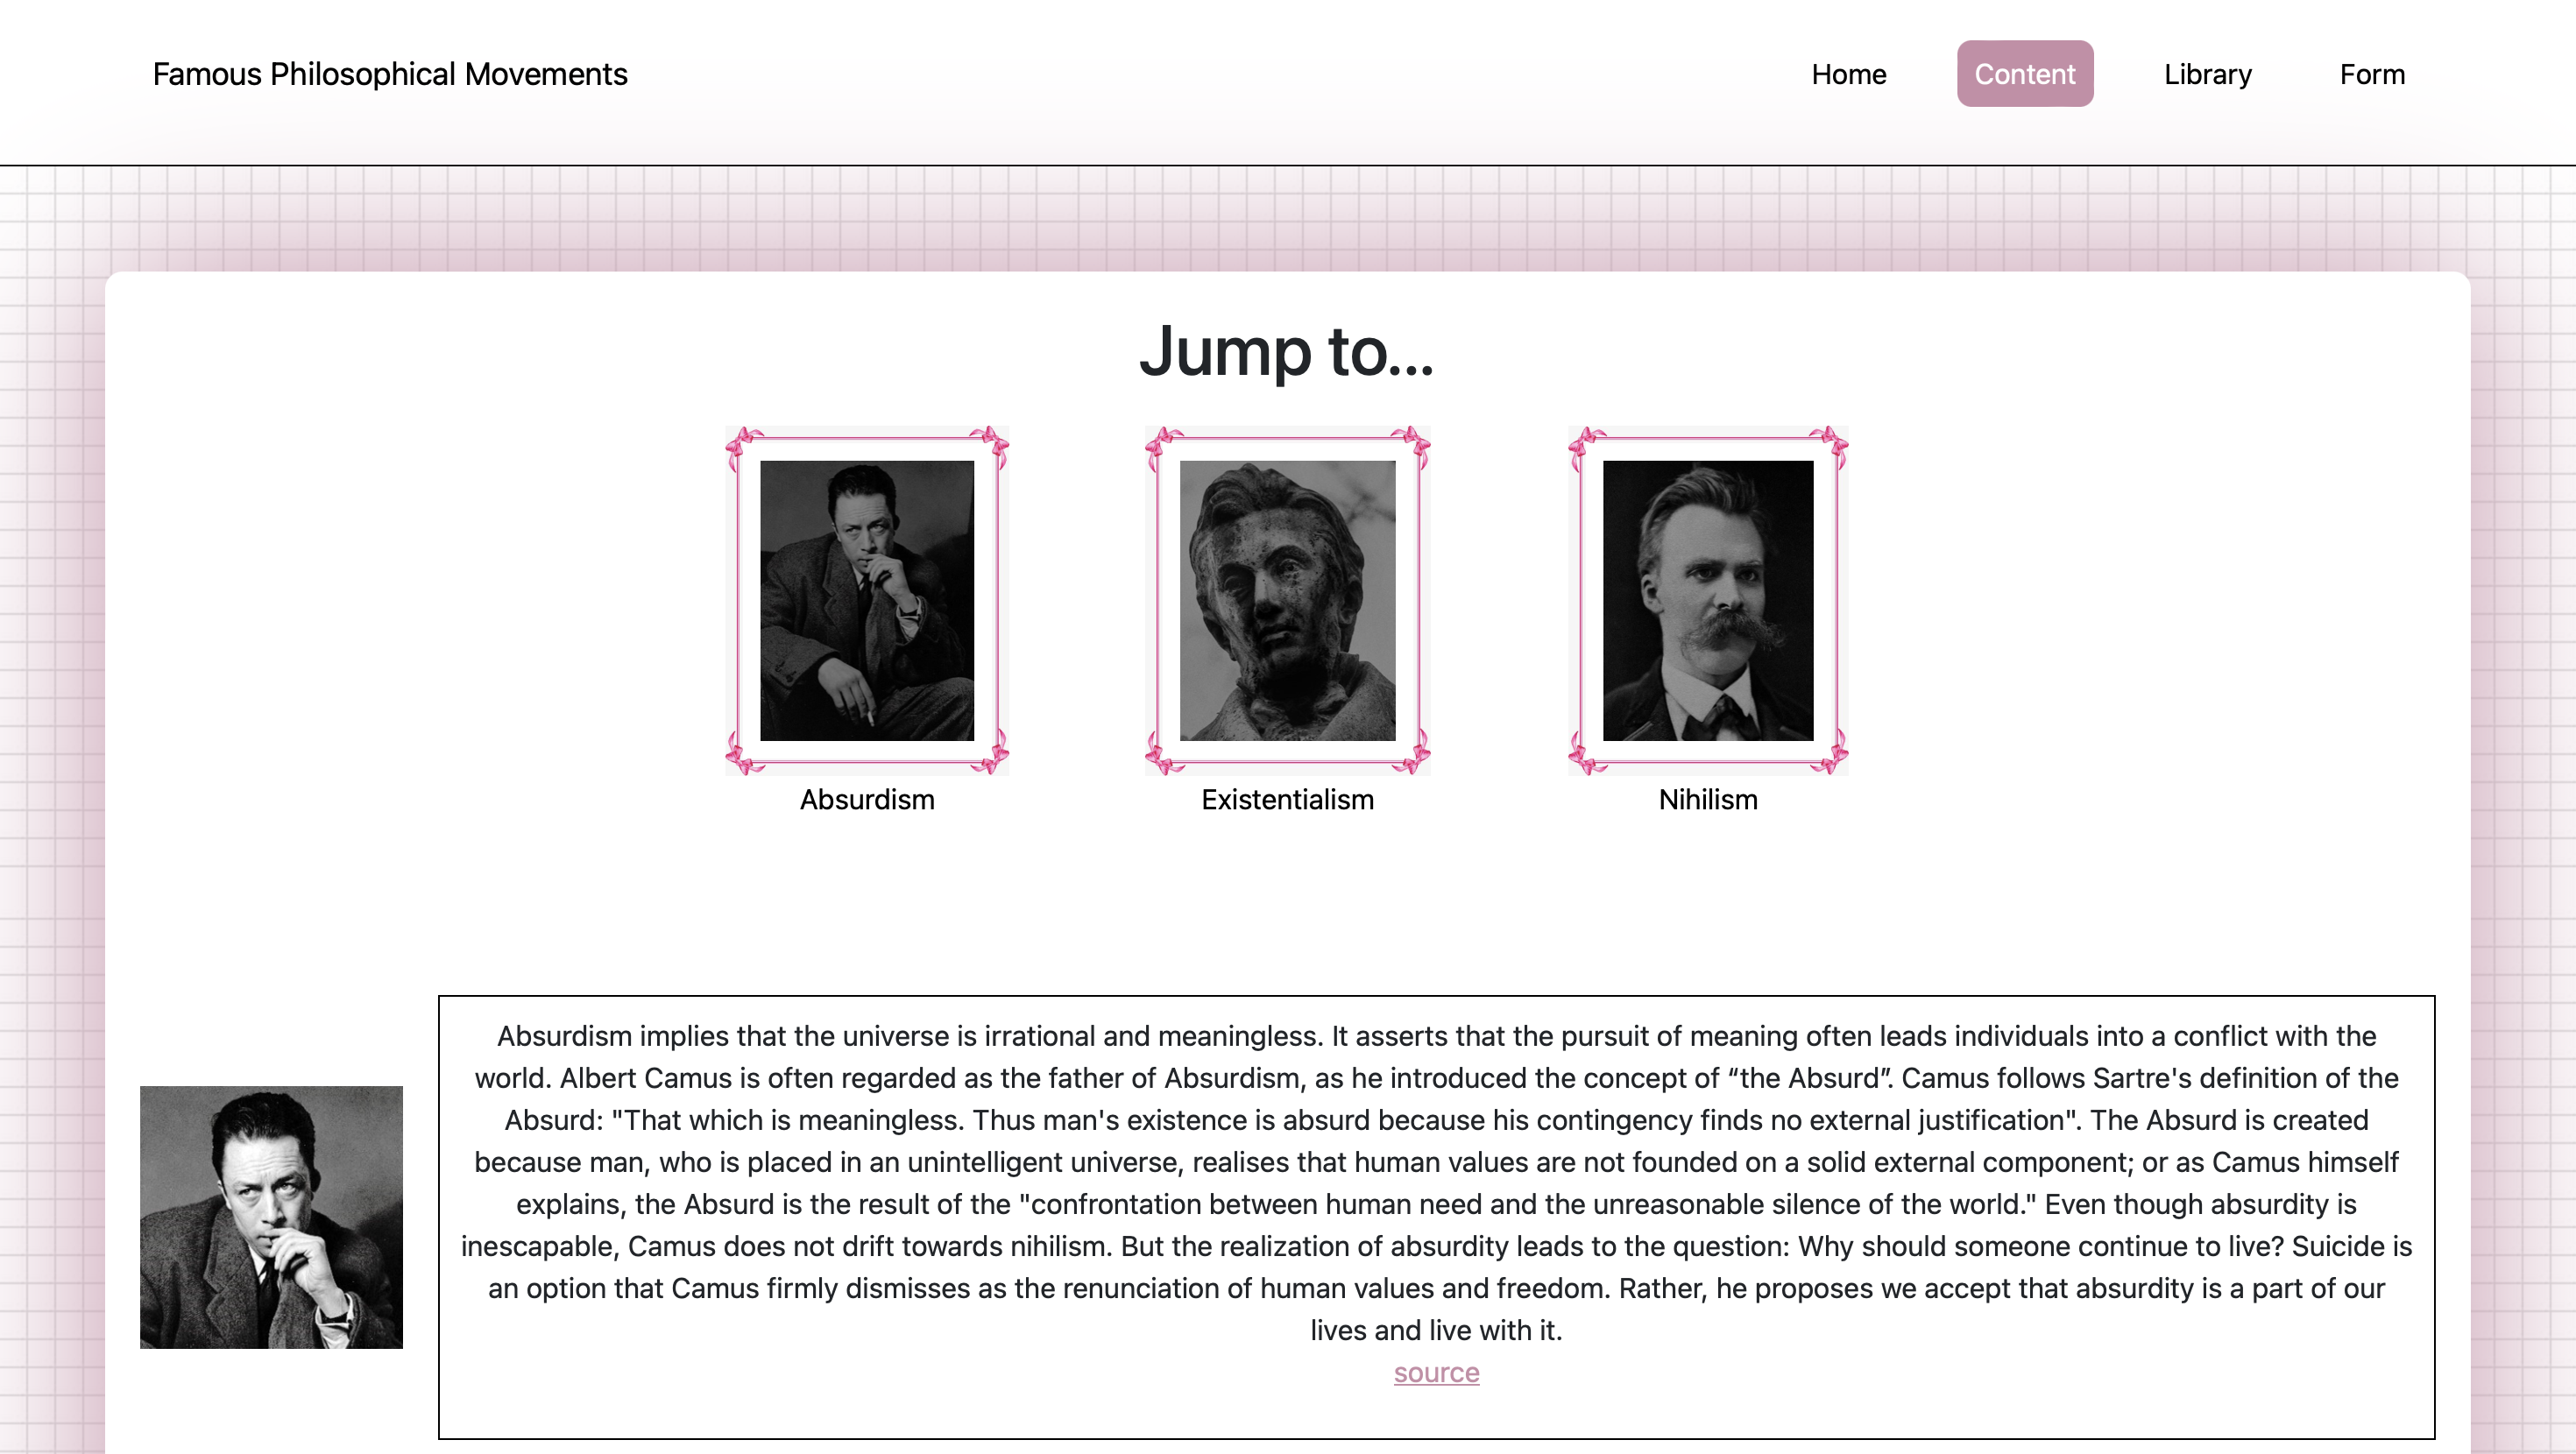 Famous Philosophical Movements
Home
Content
Library
Form
Jump to...
Absurdism
Existentialism
Nihilism
Absurdism implies that the universe is irrational and meaningless. It asserts that the pursuit of meaning often leads individuals into a conflict with the
world. Albert Camus is often regarded as the father of Absurdism, as he introduced the concept of “the Absurd”. Camus follows Sartre's definition of the
Absurd: "That which is meaningless. Thus man's existence is absurd because his contingency finds no external justification". The Absurd is created
because man, who is placed in an unintelligent universe, realises that human values are not founded on a solid external component; or as Camus himself
explains, the Absurd is the result of the "confrontation between human need and the unreasonable silence of the world." Even though absurdity is
inescapable, Camus does not drift towards nihilism. But the realization of absurdity leads to the question: Why should someone continue to live? Suicide is
an option that Camus firmly dismisses as the renunciation of human values and freedom. Rather, he proposes we accept that absurdity is a part of our
lives and live with it.
source